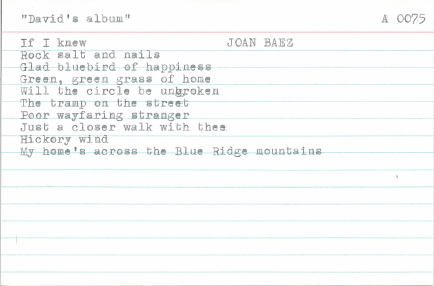 "David's album" A 0075
If I knew JOAN BAEZ
Rock salt and nails
Glad bluebird of happiness
Green, green grass of home
Will the circle be unbroken
The tramp on the street
Poor wayfaring stranger
Just a closer walk with thee
Hickory wind
My home's across the Blue Ridge mountains